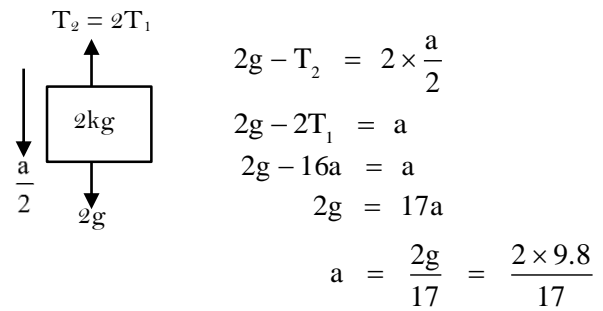 T₂ = 2T₁
2kg
a/2
2g
2g – T₂ = 2 × a/2
2g – 2T₁ = a
2g – 16a = a
2g = 17a
a = 2g/17 = 2 × 9.8/17